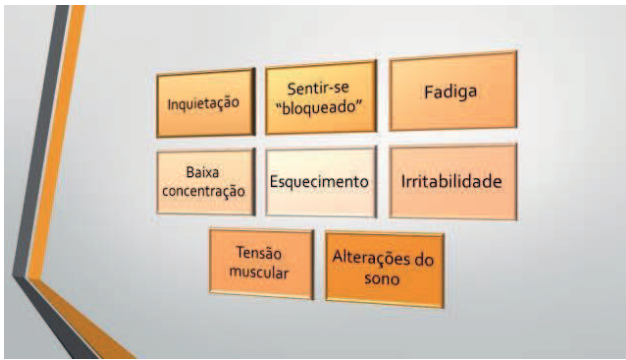 Inquietação
Sentir-se
“bloqueado”
Fadiga
Baixa
concentração
Esquecimento
Irritabilidade
Tensão
muscular
Alterações do
sono